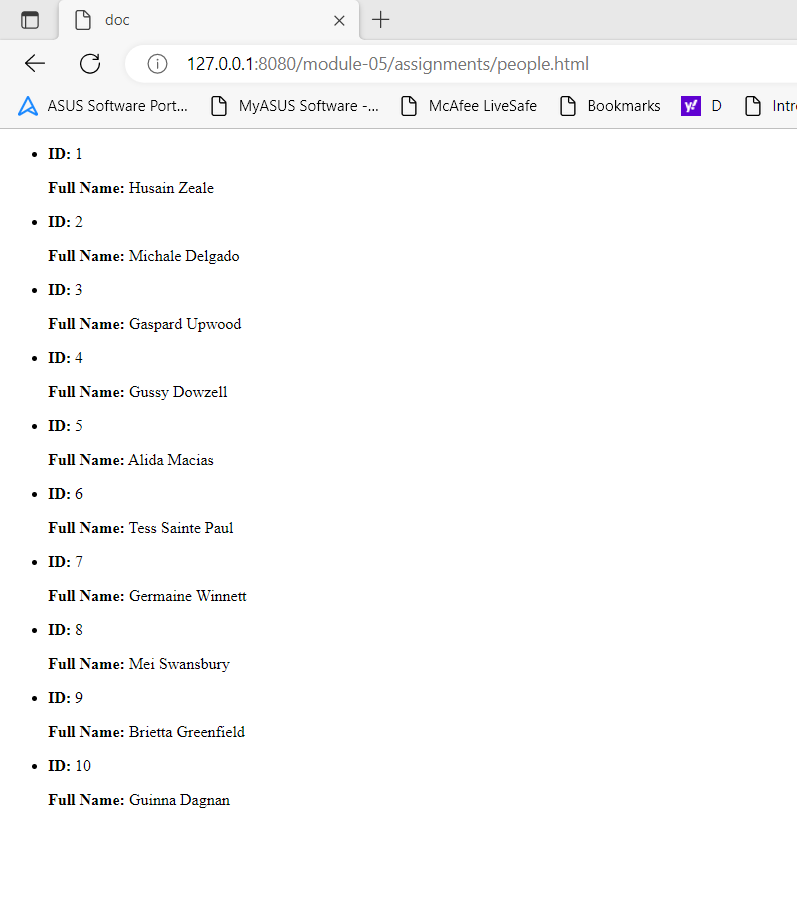 doc
127.0.0.1:8080/module-05/assignments/people.html
ASUS Software Port... MyASUS Software -... McAfee LiveSafe Bookmarks y! D Intr
• ID: 1
Full Name: Husain Zeale
• ID: 2
Full Name: Michale Delgado
• ID: 3
Full Name: Gaspard Upwood
• ID: 4
Full Name: Gussy Dowzell
• ID: 5
Full Name: Alida Macias
• ID: 6
Full Name: Tess Sainte Paul
• ID: 7
Full Name: Germaine Winnett
• ID: 8
Full Name: Mei Swansbury
• ID: 9
Full Name: Brietta Greenfield
• ID: 10
Full Name: Guinna Dagnan